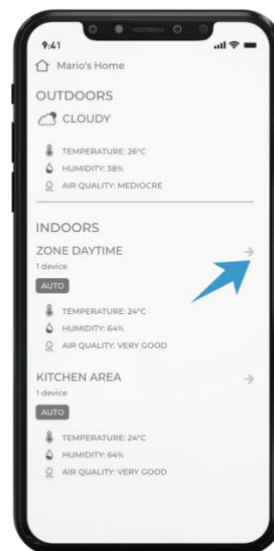 9:41
Mario's Home
OUTDOORS
CLOUDY
TEMPERATURE: 26°C
HUMIDITY: 38%
AIR QUALITY: MEDIOCRE
INDOORS
ZONE DAYTIME
1 device
AUTO
TEMPERATURE: 24°C
HUMIDITY: 64%
AIR QUALITY: VERY GOOD
KITCHEN AREA
1 device
AUTO
TEMPERATURE: 24°C
HUMIDITY: 64%
AIR QUALITY: VERY GOOD